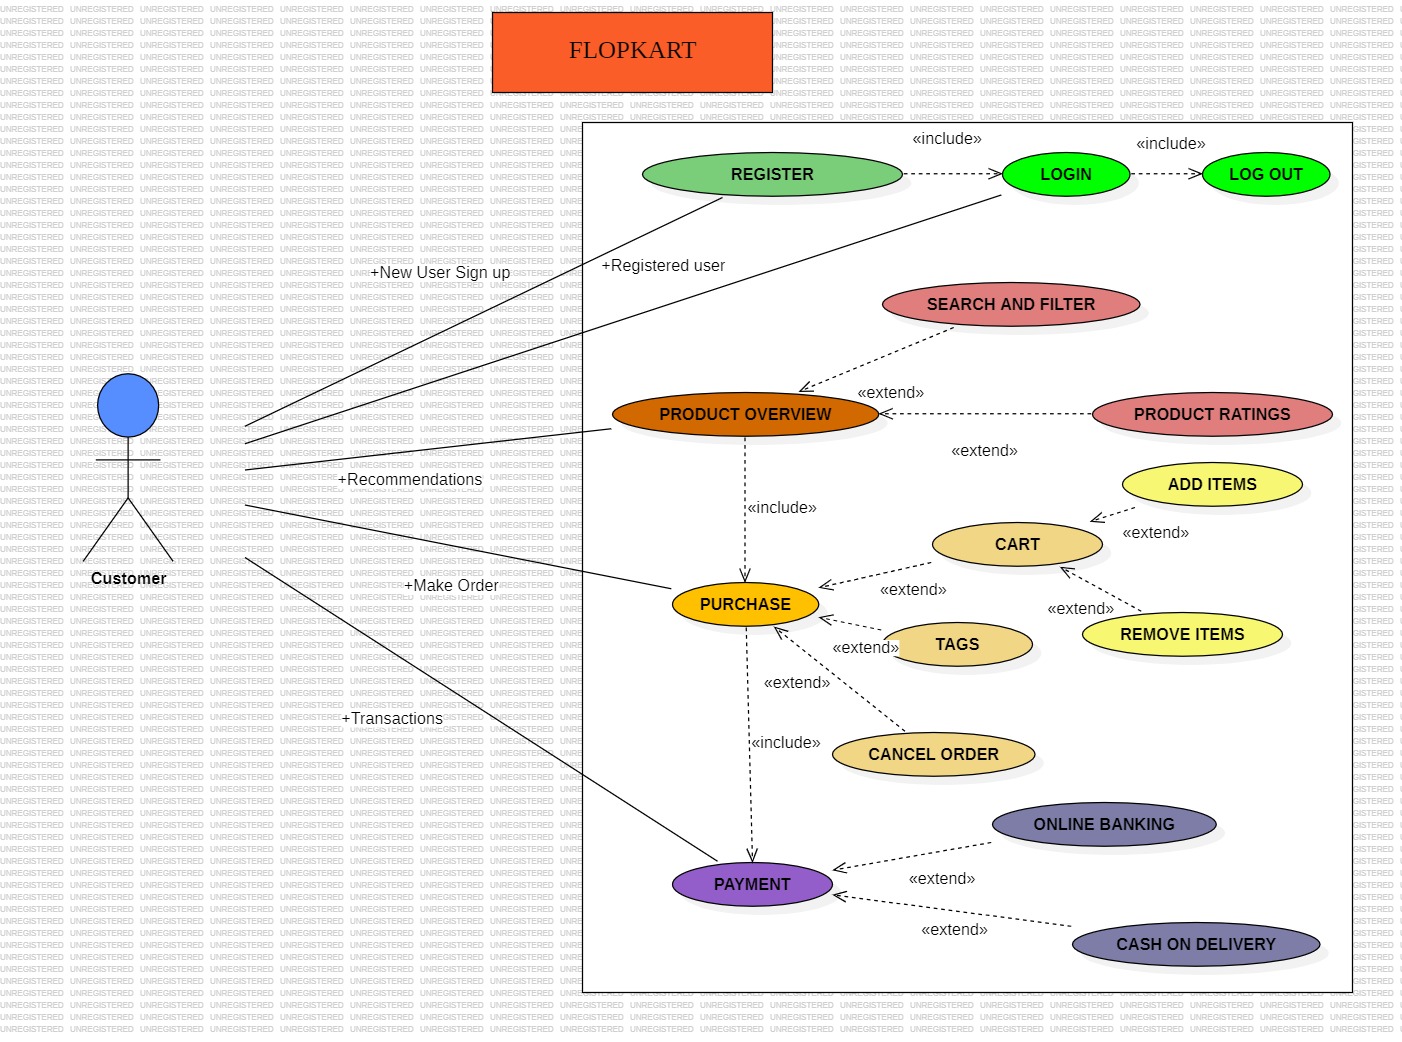 FLOPKART
«include»
«include»
REGISTER
LOGIN
LOG OUT
+New User Sign up
+Registered user
SEARCH AND FILTER
«extend»
PRODUCT OVERVIEW
PRODUCT RATINGS
«extend»
+Recommendations
ADD ITEMS
«include»
«extend»
CART
Customer
+Make Order
«extend»
PURCHASE
«extend»
REMOVE ITEMS
«extend»
TAGS
«extend»
+Transactions
«include»
CANCEL ORDER
ONLINE BANKING
PAYMENT
«extend»
«extend»
CASH ON DELIVERY
UNREGISTERED